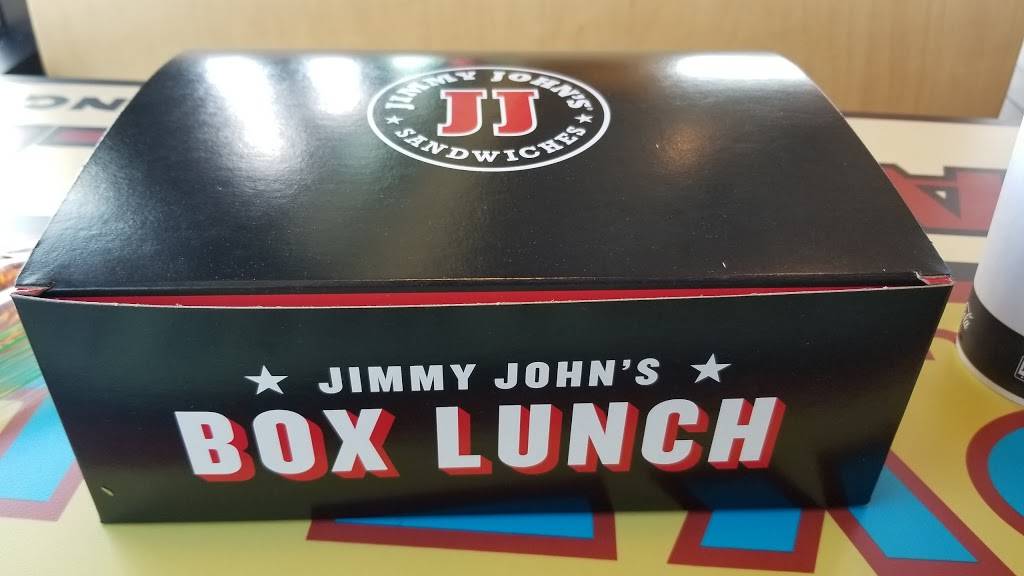 JIMMY JOHN'S
JJ
★ SANDWICHES ★
★ JIMMY JOHN'S ★
BOX LUNCH